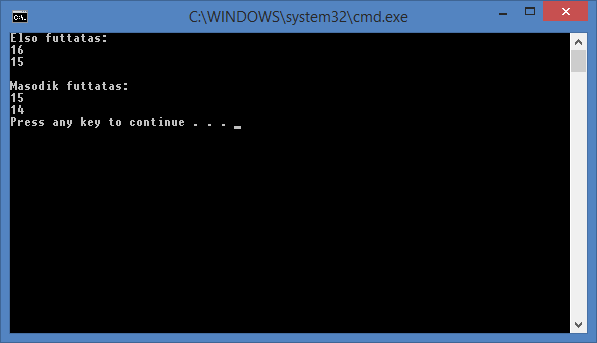 C:\WINDOWS\system32\cmd.exe
Elso futtatas:
16
15
Masodik futtatas:
15
14
Press any key to continue . . .